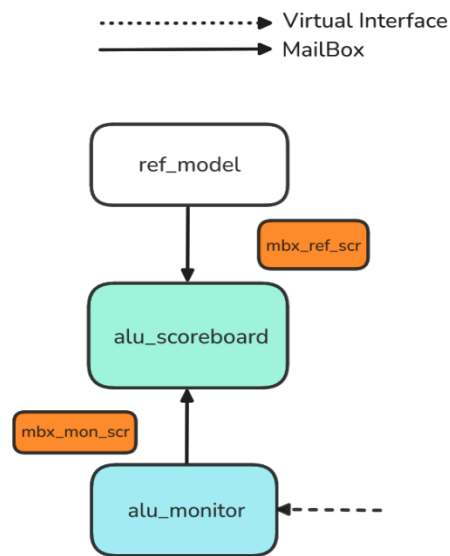 Virtual Interface
MailBox
ref_model
mbx_ref_scr
alu_scoreboard
mbx_mon_scr
alu_monitor